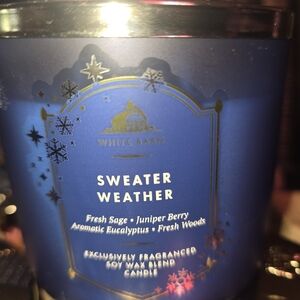 WHITE BARN
SWEATER
WEATHER
Fresh Sage • Juniper Berry
Aromatic Eucalyptus • Fresh Woods
EXCLUSIVELY FRAGRANCED
SOY WAX BLEND
CANDLE